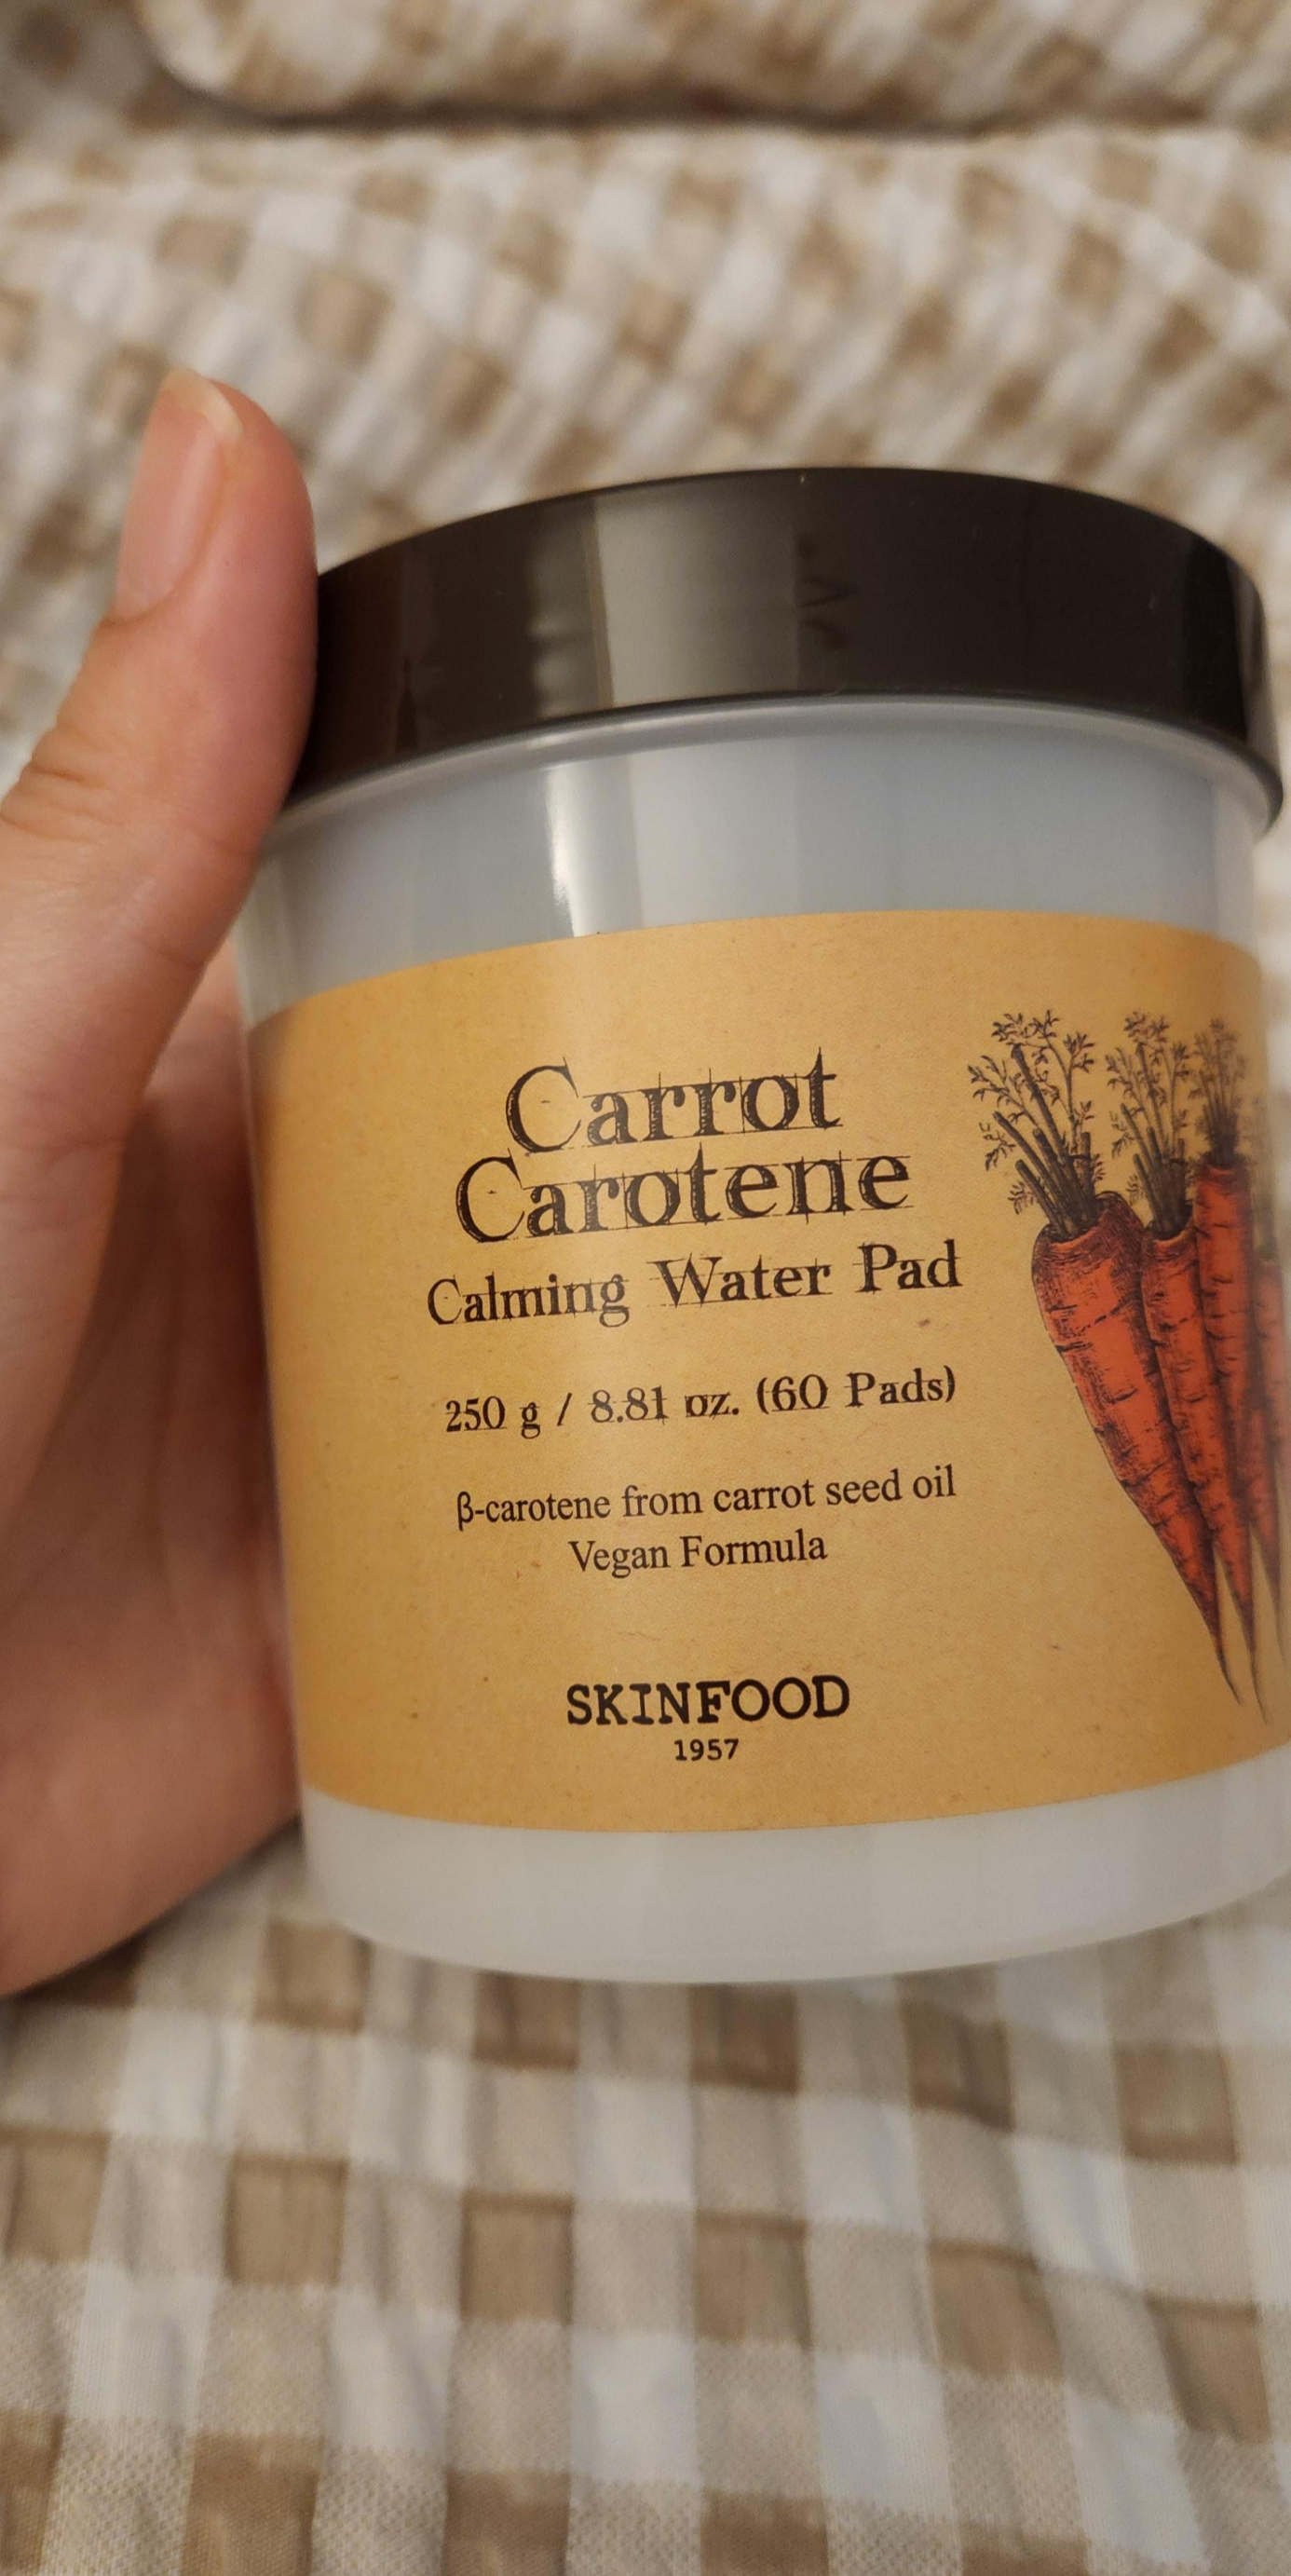 Carrot
Carotene
Calming Water Pad
250 g / 8.81 oz. (60 Pads)
β-carotene from carrot seed oil
Vegan Formula
SKINFOOD
1957